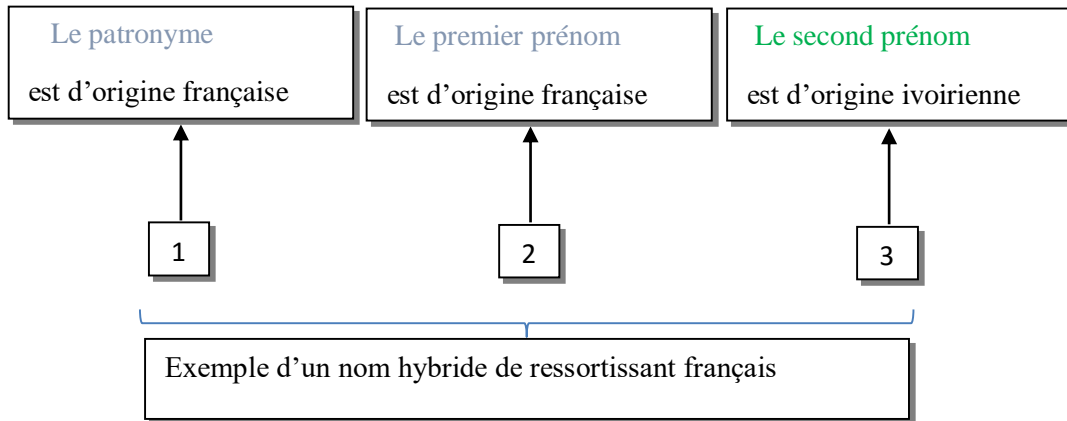 Le patronyme
est d'origine française
Le premier prénom
est d'origine française
Le second prénom
est d'origine ivoirienne
1
2
3
Exemple d'un nom hybride de ressortissant français